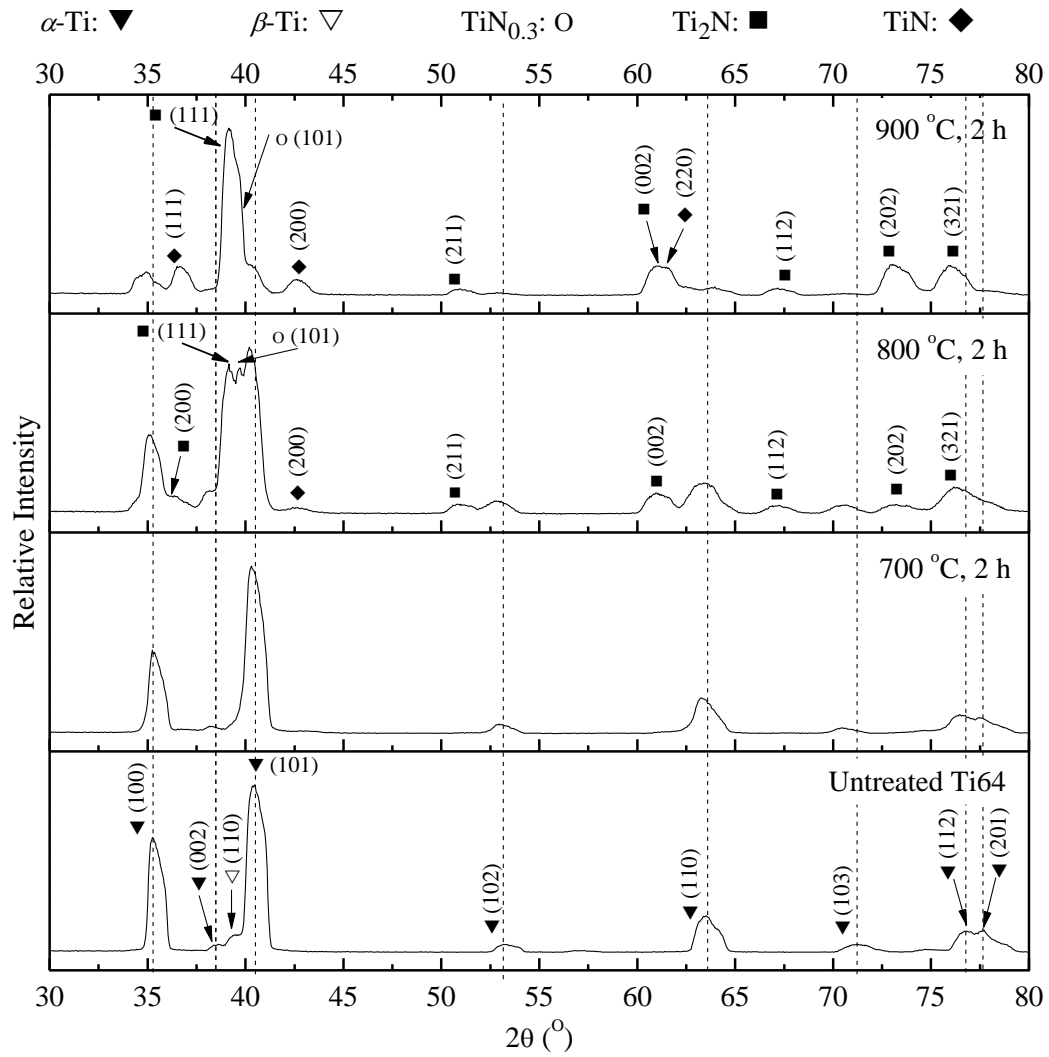 α-Ti: ▼ β-Ti: ▽ TiN0.3: O Ti2N: ■ TiN: ◆
30 35 40 45 50 55 60 65 70 75 80
900 °C, 2 h
■ (111)
O (101)
◆ (111)
◆ (200)
■ (211)
■ (002)
◆ (220)
■ (112)
■ (202)
■ (321)
800 °C, 2 h
■ (111)
O (101)
■ (200)
◆ (200)
■ (211)
■ (002)
■ (112)
■ (202)
■ (321)
700 °C, 2 h
Untreated Ti64
▼ (100)
▼ (002)
▽ (110)
▼ (101)
▼ (102)
▼ (110)
▼ (103)
▼ (112)
▼ (201)
Relative Intensity
30 35 40 45 50 55 60 65 70 75 80
2θ (°)